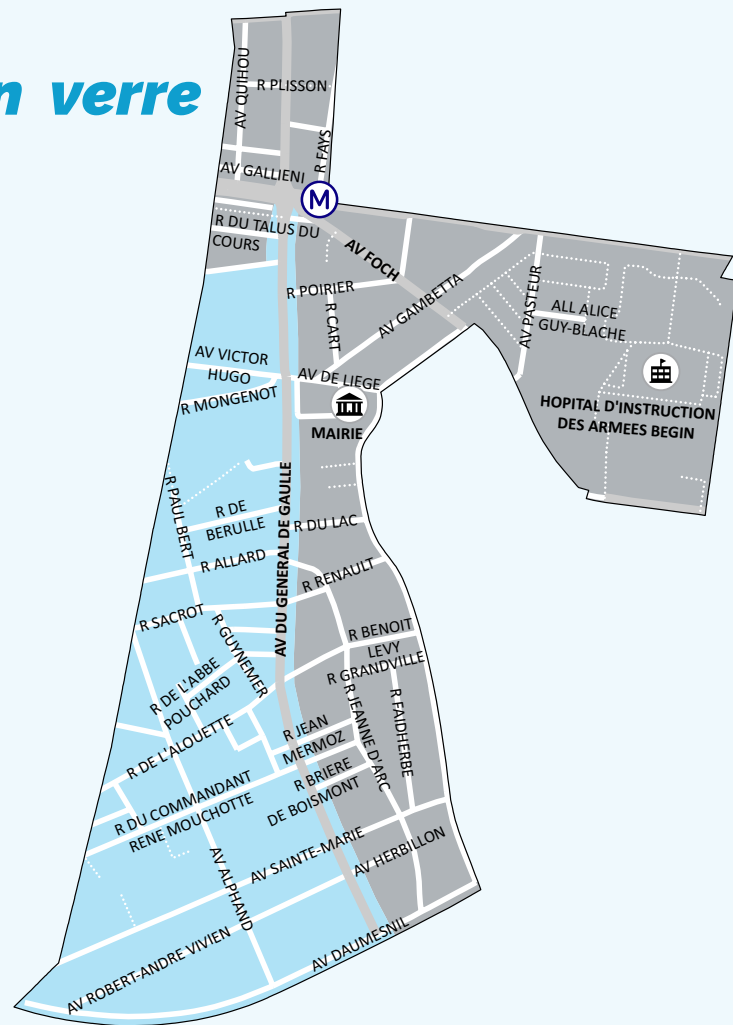 n verre
AV QUIHOU
R PLISSON
R FAYS
AV GALLIENI
M
R DU TALUS DU
COURS
AV FOCH
R POIRIER
R CART
AV GAMBETTA
AV PASTEUR
ALL ALICE
GUY-BLACHE
AV VICTOR
HUGO
AV DE LIEGE
R MONGENOT
MAIRIE
HOPITAL D'INSTRUCTION
DES ARMEES BEGIN
R PAUL BERT
R DE
BERULLE
AV DU GENERAL DE GAULLE
R DU LAC
R ALLARD
R RENAULT
R SACROT
R GUYNEMER
R BENOIT
LEVY
R GRANDVILLE
R DE L'ABBE
POUCHARD
R JEANNE D'ARC
R FAIDHERBE
R DE L'ALOUETTE
R JEAN
MERMOZ
R BRIERE
DE BOISMONT
R DU COMMANDANT
RENE MOUCHOTTE
AV SAINTE-MARIE
AV HERBILLON
AV ALPHAND
AV ROBERT-ANDRE VIVIEN
AV DAUMESNIL